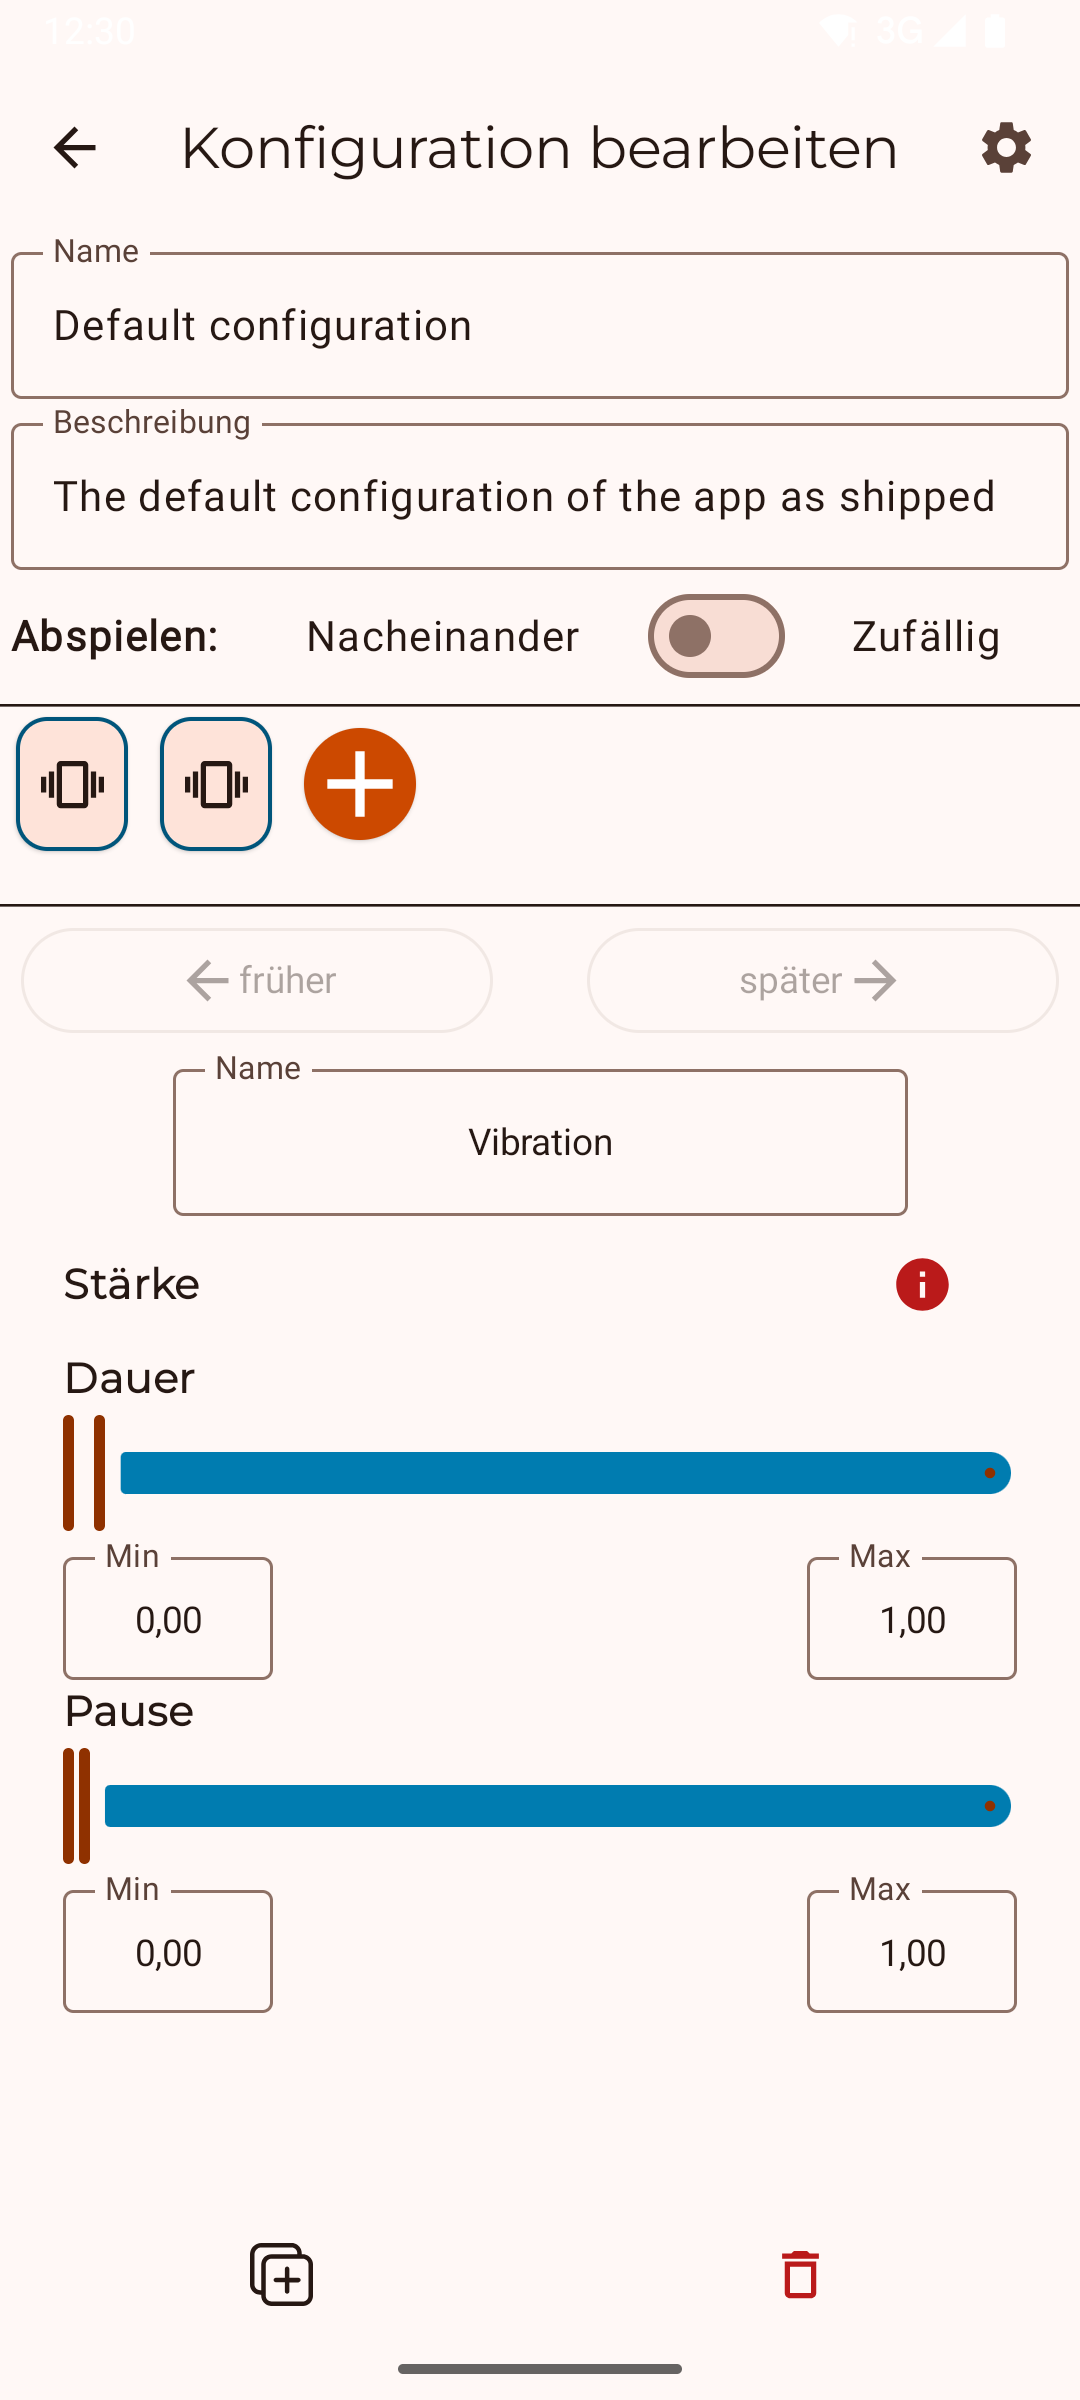 12:30 3G
Konfiguration bearbeiten
Name
Default configuration
Beschreibung
The default configuration of the app as shipped
Abspielen: Nacheinander Zufällig
früher später
Name
Vibration
Stärke
Dauer
Min Max
0,00 1,00
Pause
Min Max
0,00 1,00